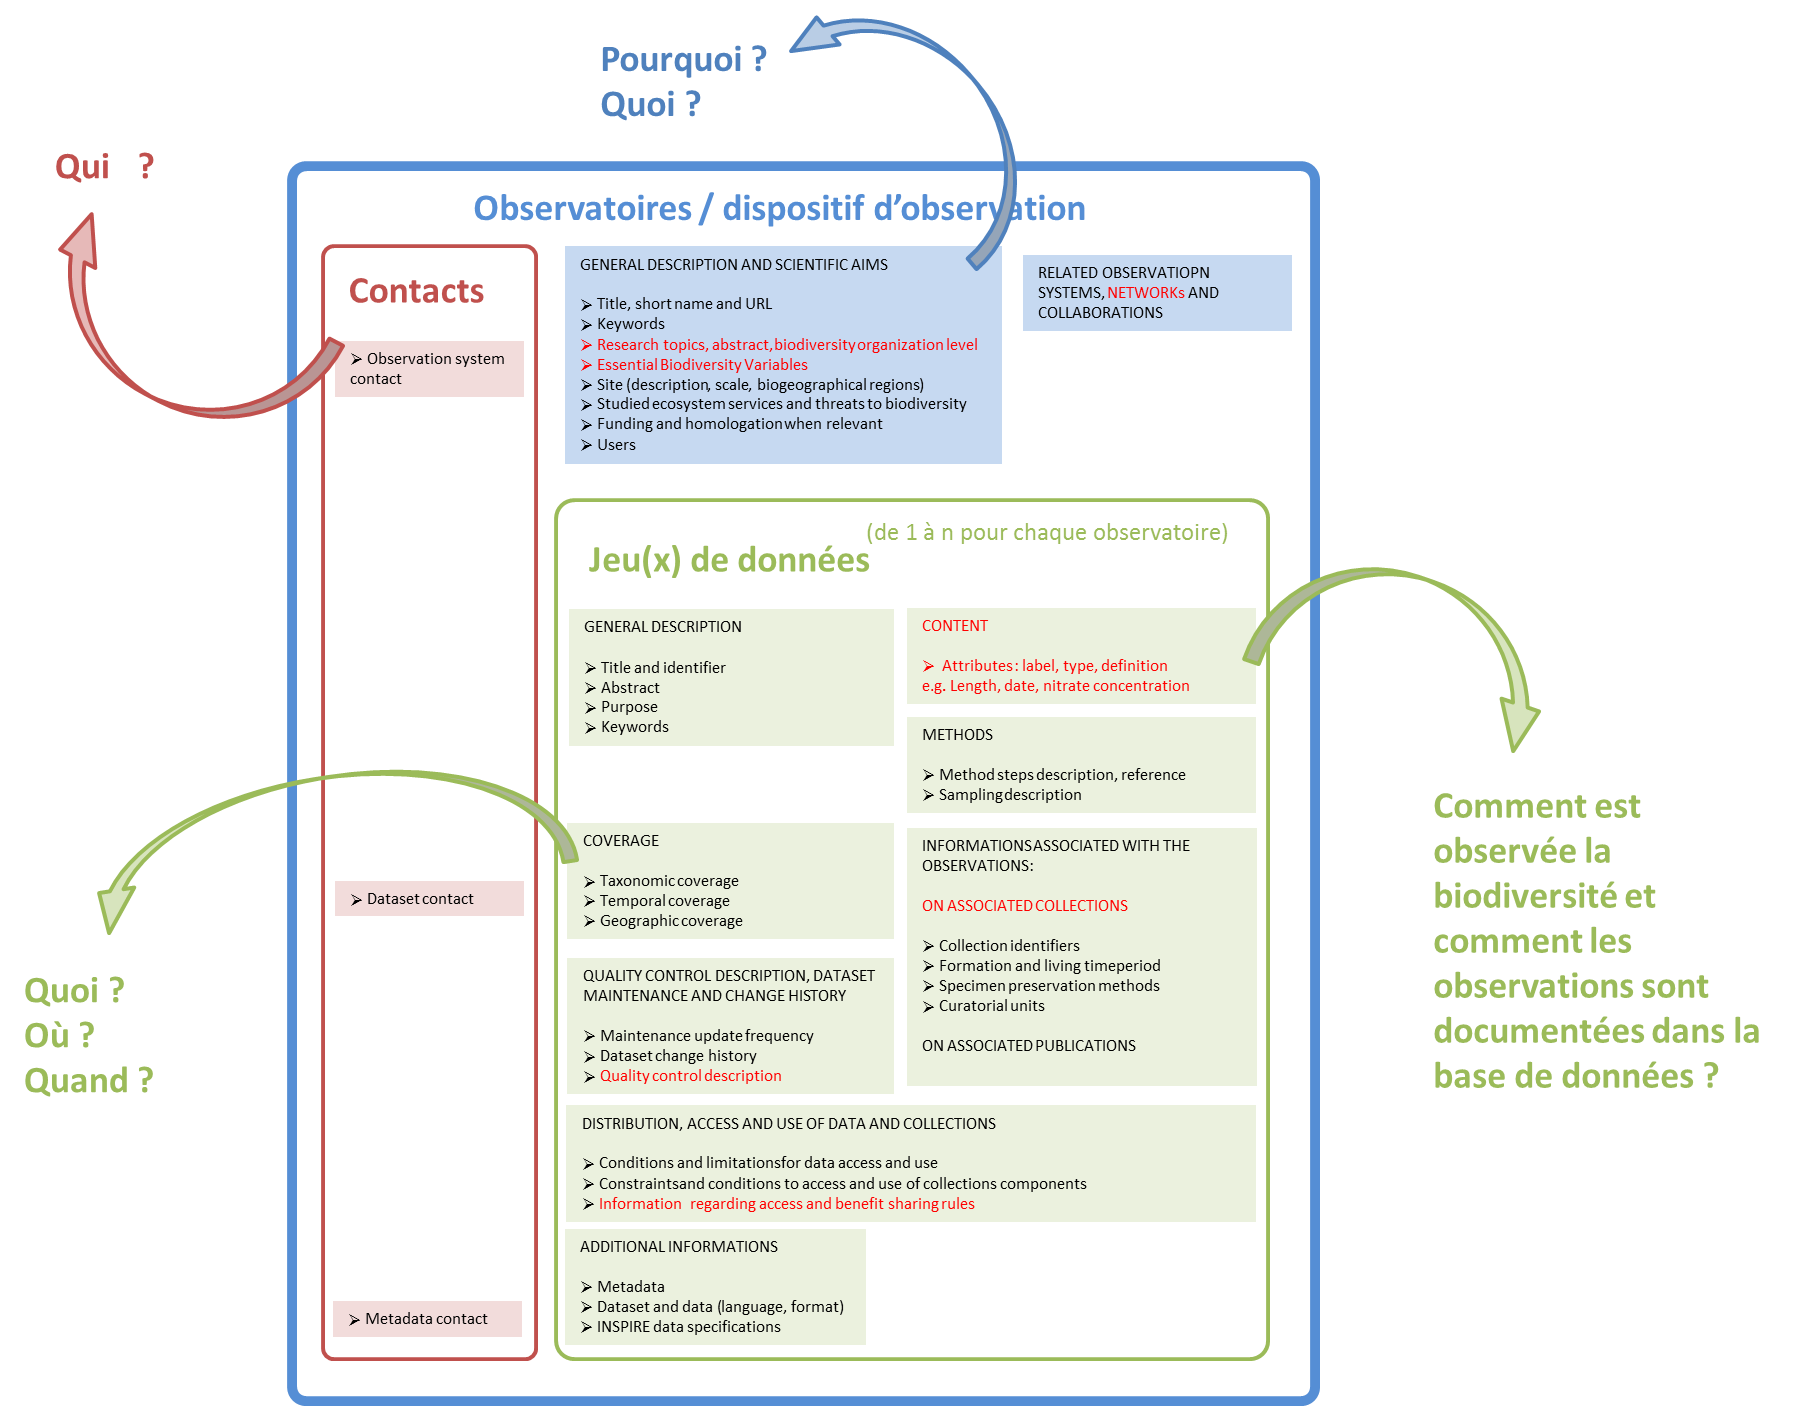 Pourquoi ?
Quoi ?
Qui ?
Observatoires / dispositif d’observation
Contacts
➢ Observation system
contact
➢ Dataset contact
➢ Metadata contact
GENERAL DESCRIPTION AND SCIENTIFIC AIMS
➢ Title, short name and URL
➢ Keywords
➢ Research topics, abstract, biodiversity organization level
➢ Essential Biodiversity Variables
➢ Site (description, scale, biogeographical regions)
➢ Studied ecosystem services and threats to biodiversity
➢ Funding and homologation when relevant
➢ Users
RELATED OBSERVATIOPN
SYSTEMS, NETWORKs AND
COLLABORATIONS
(de 1 à n pour chaque observatoire)
Jeu(x) de données
GENERAL DESCRIPTION
➢ Title and identifier
➢ Abstract
➢ Purpose
➢ Keywords
CONTENT
➢ Attributes : label, type, definition
e.g. Length, date, nitrate concentration
METHODS
➢ Method steps description, reference
➢ Sampling description
COVERAGE
➢ Taxonomic coverage
➢ Temporal coverage
➢ Geographic coverage
INFORMATIONS ASSOCIATED WITH THE
OBSERVATIONS:
ON ASSOCIATED COLLECTIONS
➢ Collection identifiers
➢ Formation and living timeperiod
➢ Specimen preservation methods
➢ Curatorial units
ON ASSOCIATED PUBLICATIONS
QUALITY CONTROL DESCRIPTION, DATASET
MAINTENANCE AND CHANGE HISTORY
➢ Maintenance update frequency
➢ Dataset change history
➢ Quality control description
DISTRIBUTION, ACCESS AND USE OF DATA AND COLLECTIONS
➢ Conditions and limitations for data access and use
➢ Constraints and conditions to access and use of collections components
➢ Information regarding access and benefit sharing rules
ADDITIONAL INFORMATIONS
➢ Metadata
➢ Dataset and data (language, format)
➢ INSPIRE data specifications
Quoi ?
Où ?
Quand ?
Comment est
observée la
biodiversité et
comment les
observations sont
documentées dans la
base de données ?